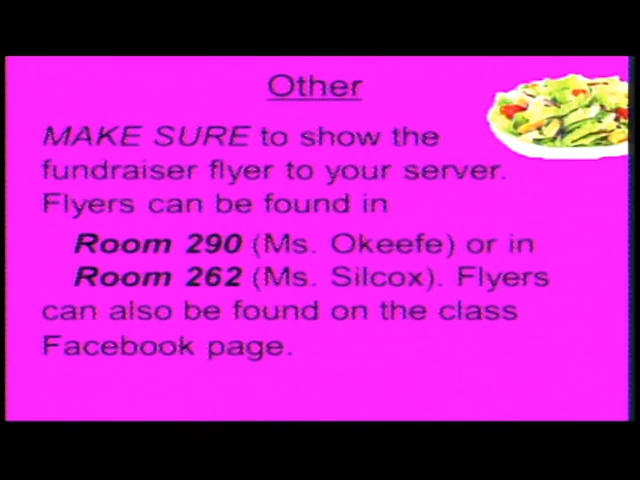 Other
MAKE SURE to show the
fundraiser flyer to your server.
Flyers can be found in
Room 290 (Ms. Okeefe) or in
Room 262 (Ms. Silcox). Flyers
can also be found on the class
Facebook page.